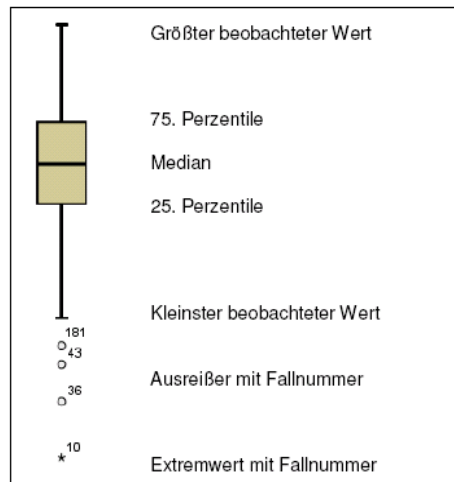 Größter beobachteter Wert
75. Perzentile
Median
25. Perzentile
Kleinster beobachteter Wert
181
43
Ausreißer mit Fallnummer
36
10
Extremwert mit Fallnummer